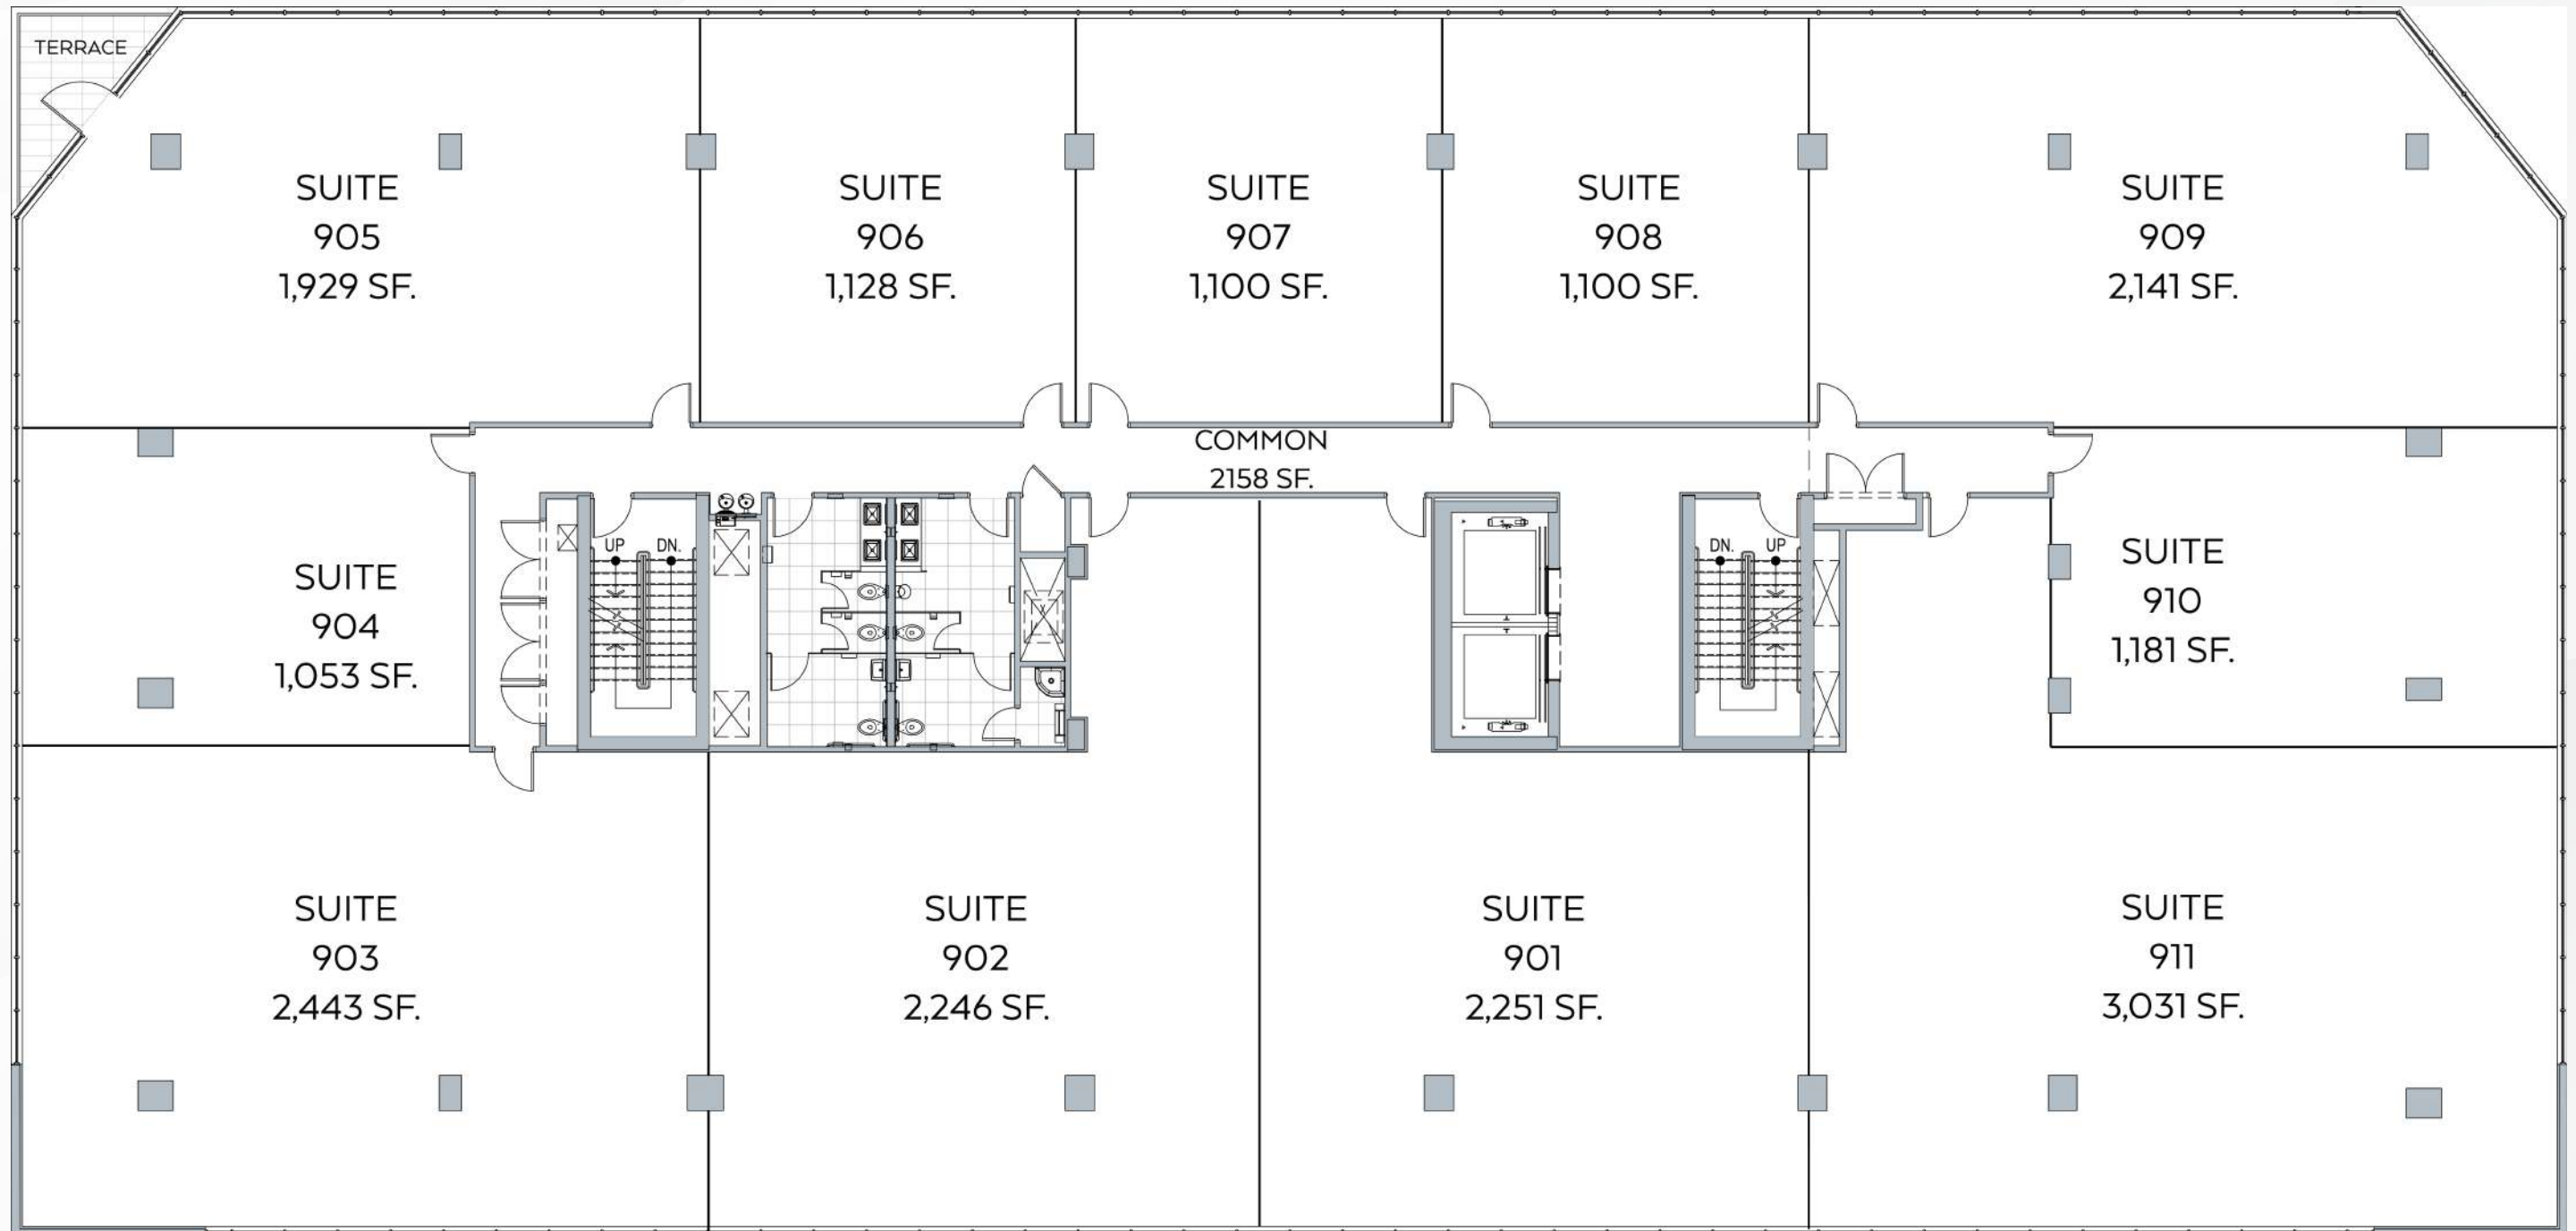 TERRACE
SUITE
905
1,929 SF.
SUITE
906
1,128 SF.
SUITE
907
1,100 SF.
SUITE
908
1,100 SF.
SUITE
909
2,141 SF.
COMMON
2158 SF.
SUITE
904
1,053 SF.
UP
DN.
DN.
UP
SUITE
910
1,181 SF.
SUITE
903
2,443 SF.
SUITE
902
2,246 SF.
SUITE
901
2,251 SF.
SUITE
911
3,031 SF.